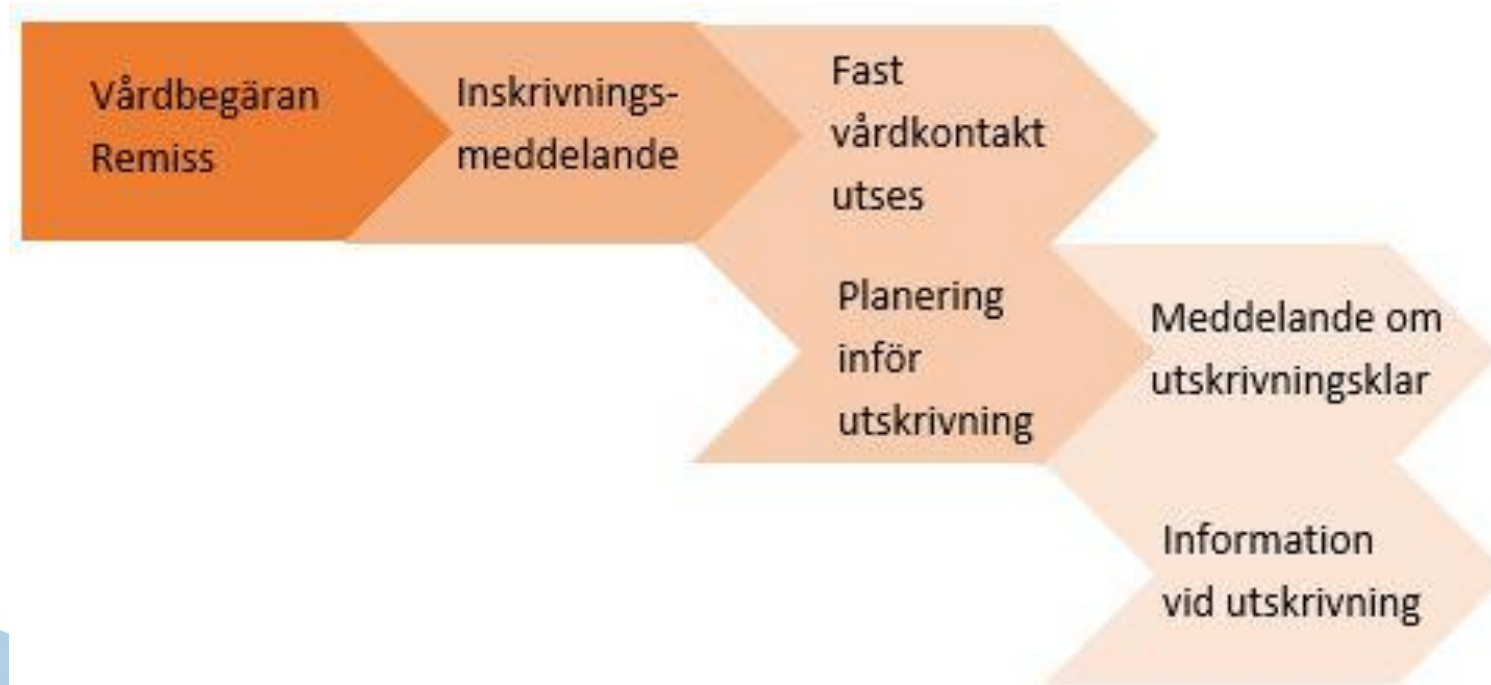 Vårdbegäran
Remiss
Inskrivnings-
meddelande
Fast
vårdkontakt
utses
Planering
inför
utskrivning
Meddelande om
utskrivningsklar
Information
vid utskrivning